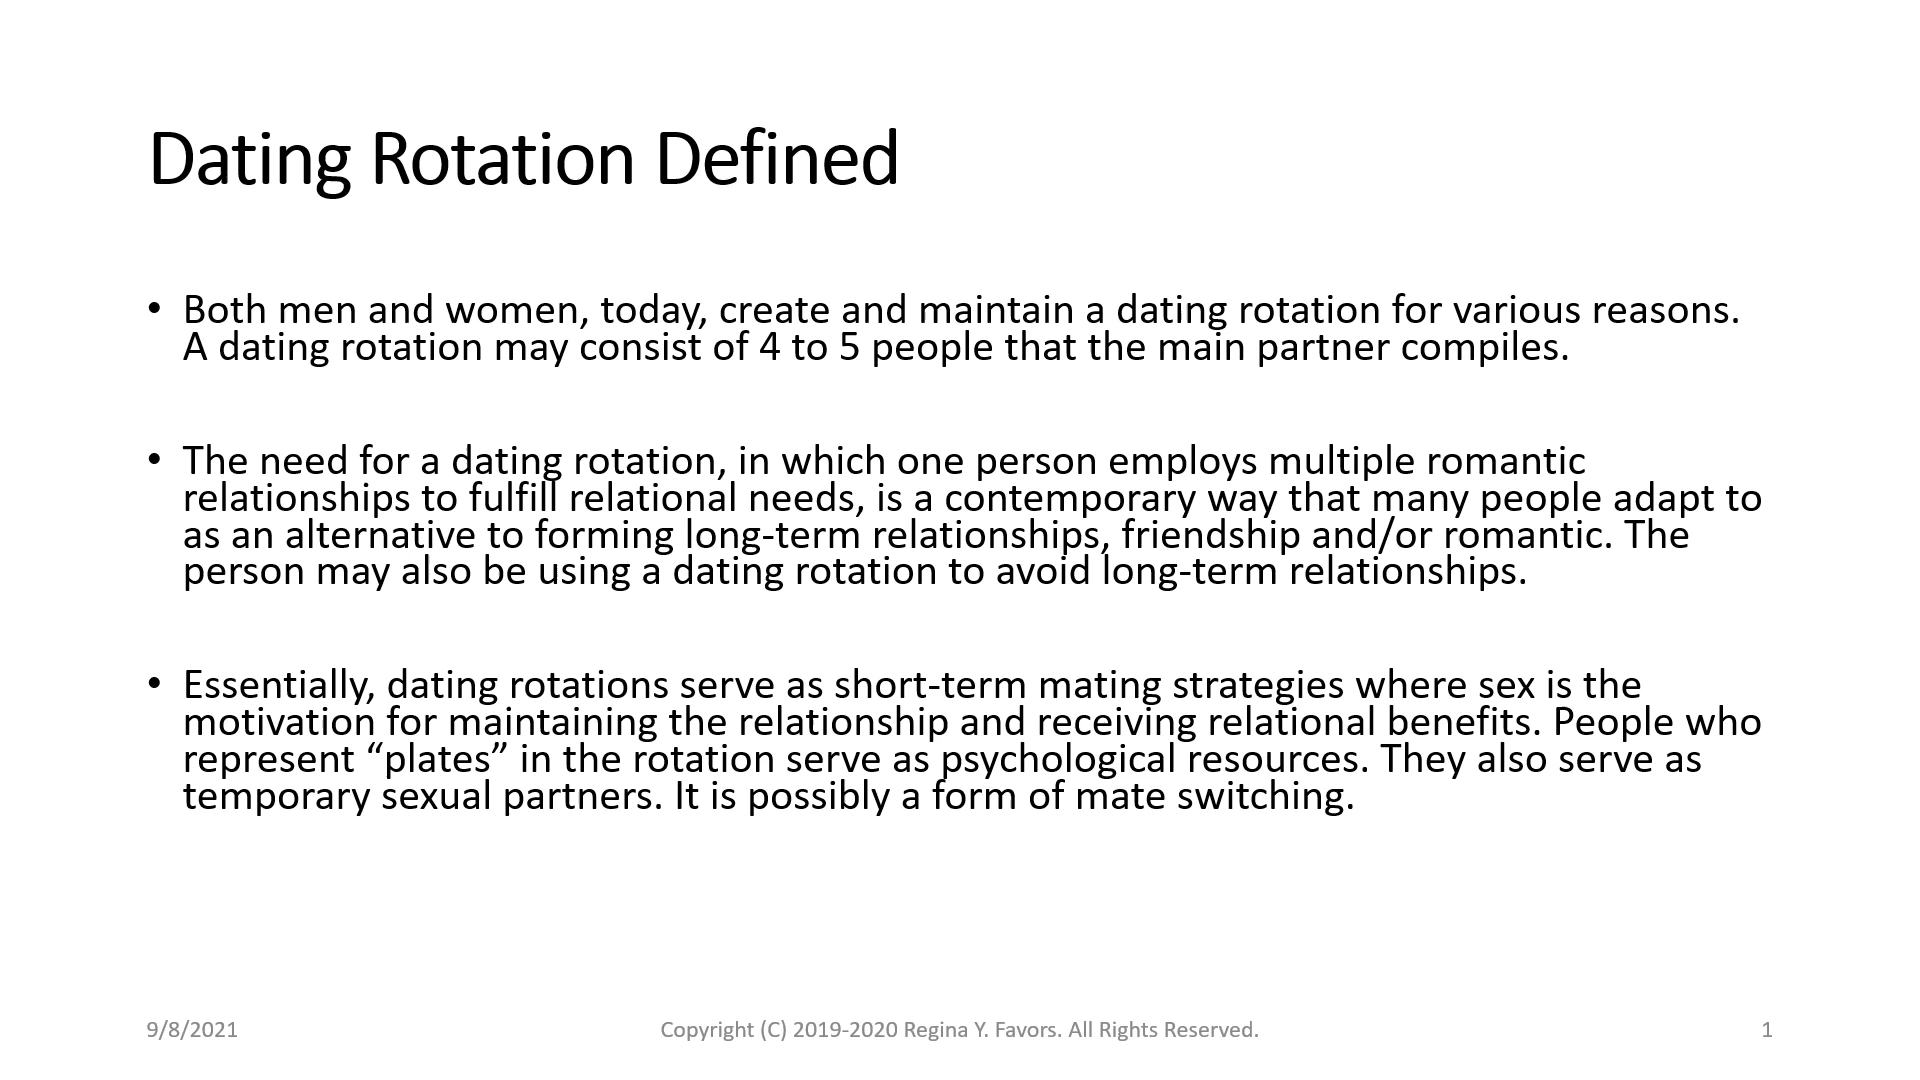 Dating Rotation Defined
• Both men and women, today, create and maintain a dating rotation for various reasons.
A dating rotation may consist of 4 to 5 people that the main partner compiles.
• The need for a dating rotation, in which one person employs multiple romantic
relationships to fulfill relational needs, is a contemporary way that many people adapt to
as an alternative to forming long-term relationships, friendship and/or romantic. The
person may also be using a dating rotation to avoid long-term relationships.
• Essentially, dating rotations serve as short-term mating strategies where sex is the
motivation for maintaining the relationship and receiving relational benefits. People who
represent “plates” in the rotation serve as psychological resources. They also serve as
temporary sexual partners. It is possibly a form of mate switching.
9/8/2021
Copyright (C) 2019-2020 Regina Y. Favors. All Rights Reserved.
1